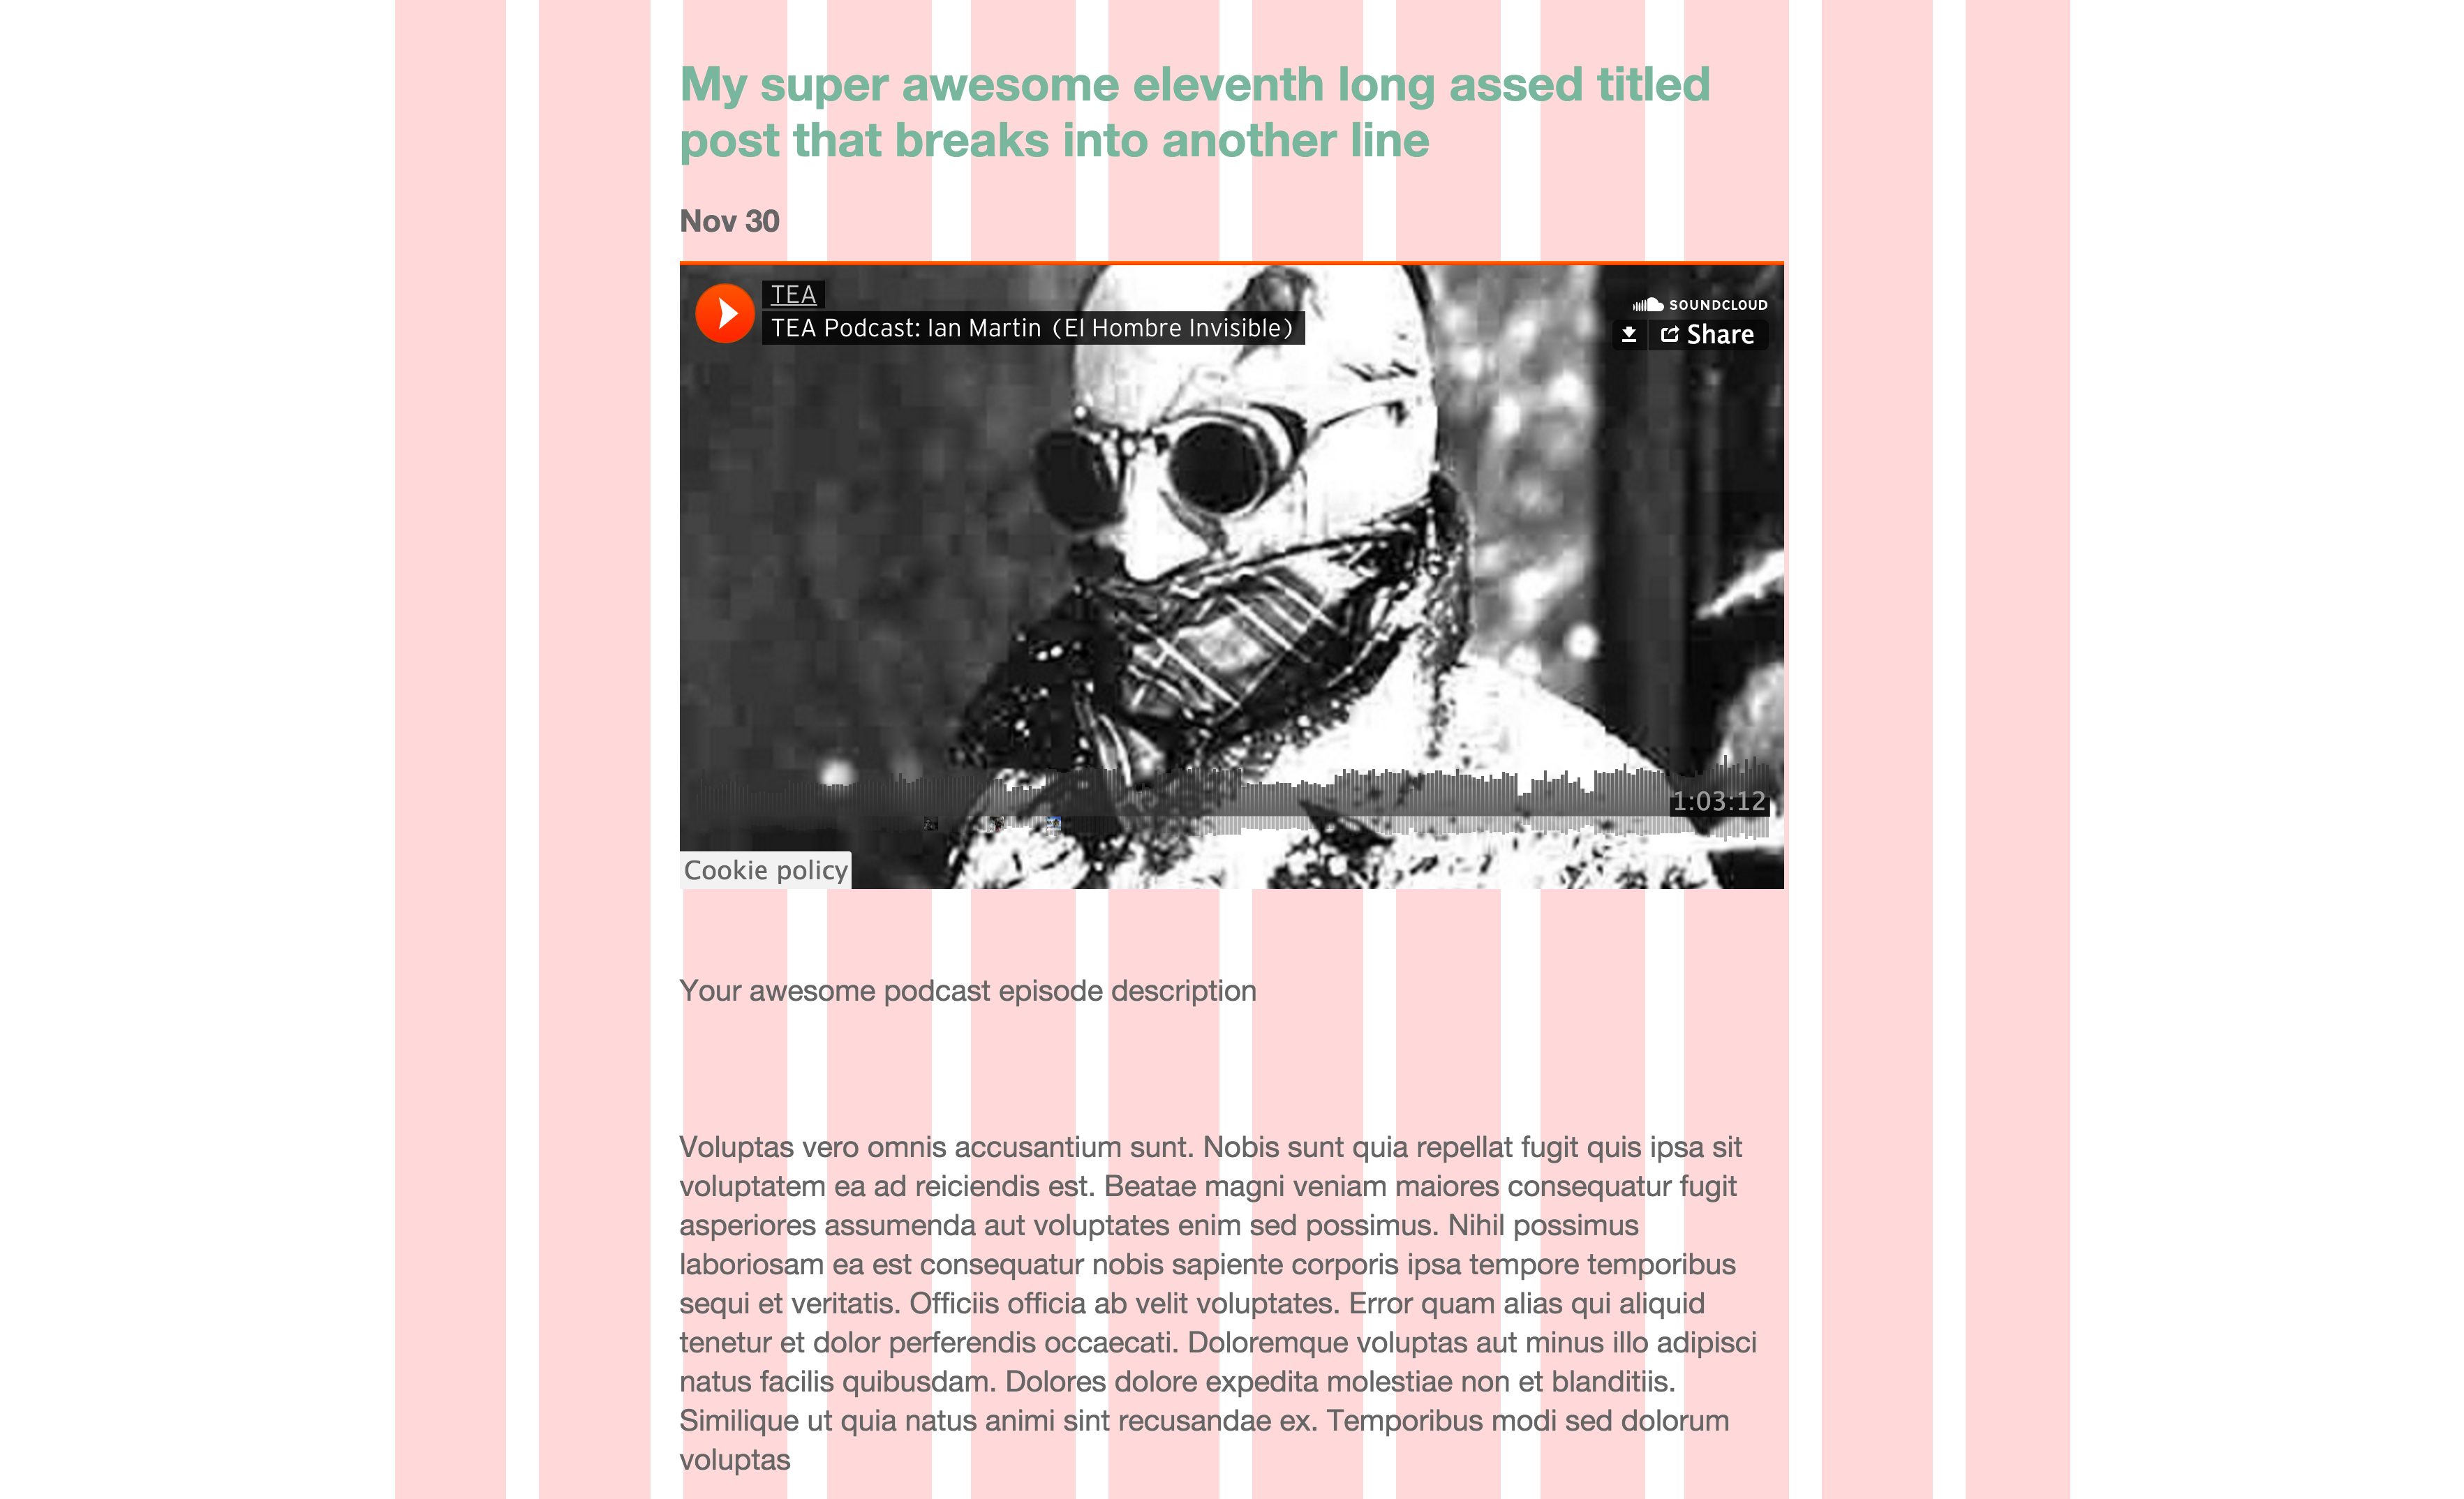 My super awesome eleventh long assed titled
post that breaks into another line
Nov 30
TEA
TEA Podcast: Ian Martin (El Hombre Invisible)
SOUNDCLOUD
Share
1:03:12
Cookie policy
Your awesome podcast episode description
Voluptas vero omnis accusantium sunt. Nobis sunt quia repellat fugit quis ipsa sit
voluptatem ea ad reiciendis est. Beatae magni veniam maiores consequatur fugit
asperiores assumenda aut voluptates enim sed possimus. Nihil possimus
laboriosam ea est consequatur nobis sapiente corporis ipsa tempore temporibus
sequi et veritatis. Officiis officia ab velit voluptates. Error quam alias qui aliquid
tenetur et dolor perferendis occaecati. Doloremque voluptas aut minus illo adipisci
natus facilis quibusdam. Dolores dolore expedita molestiae non et blanditiis.
Similique ut quia natus animi sint recusandae ex. Temporibus modi sed dolorum
voluptas